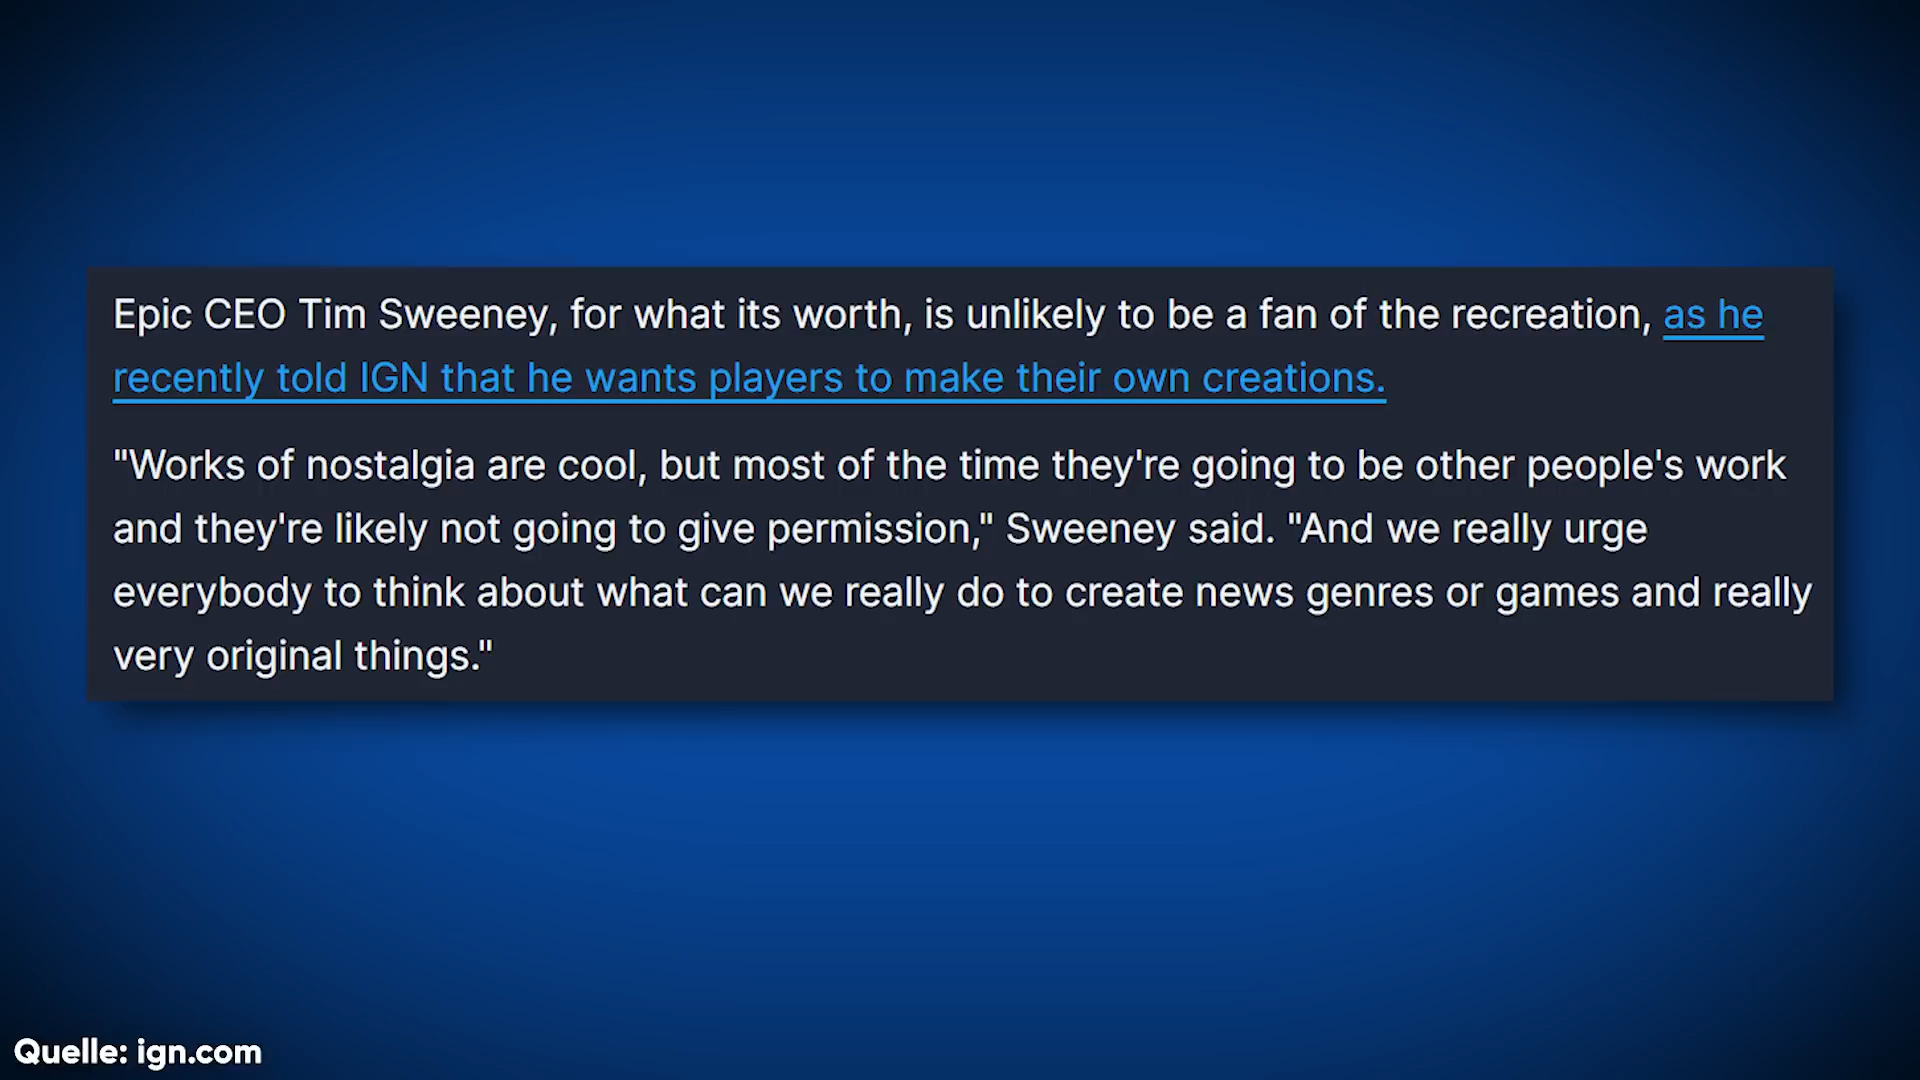 Epic CEO Tim Sweeney, for what its worth, is unlikely to be a fan of the recreation, as he
recently told IGN that he wants players to make their own creations.
"Works of nostalgia are cool, but most of the time they're going to be other people's work
and they're likely not going to give permission," Sweeney said. "And we really urge
everybody to think about what can we really do to create news genres or games and really
very original things."
Quelle: ign.com